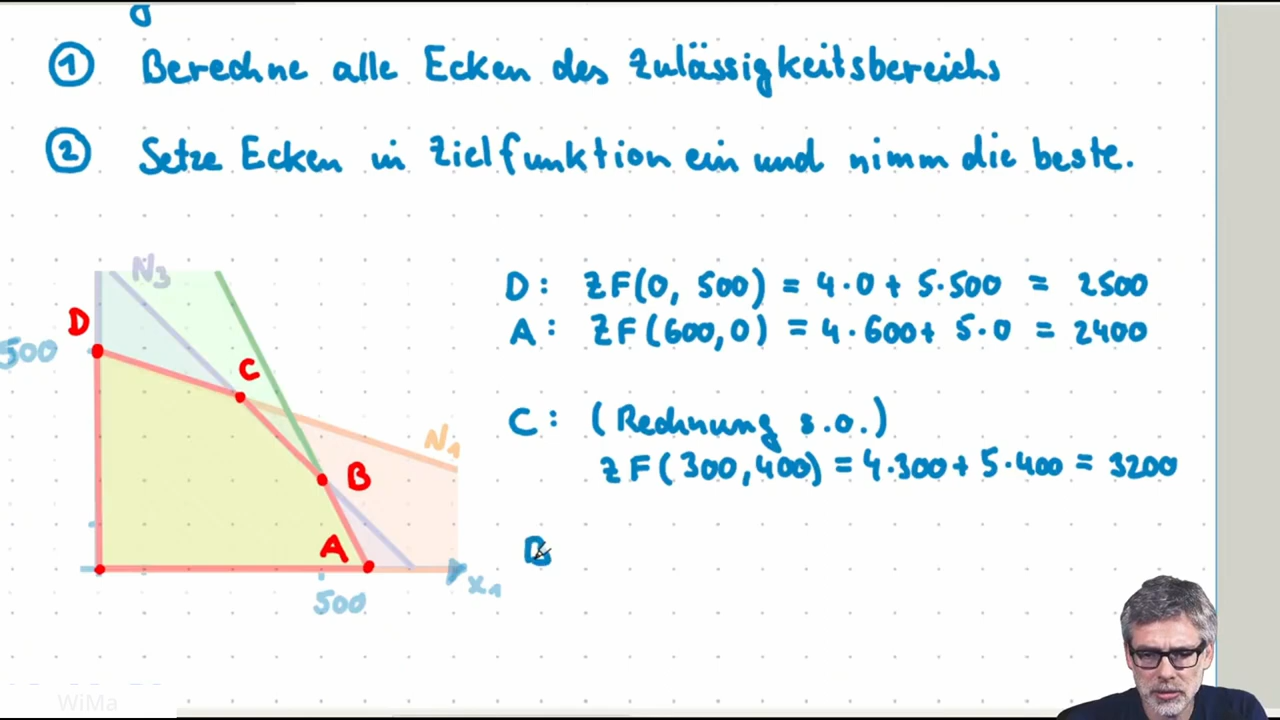 ① Berechne alle Ecken des Zulässigkeitsbereichs
② Setze Ecken in Zielfunktion ein und nimm die beste.
N3
D
500
C
N1
B
A
500
x1
D: ZF(0, 500) = 4·0 + 5·500 = 2500
A: ZF(600,0) = 4·600 + 5·0 = 2400
C: (Rechnung s.o.)
ZF(300,400) = 4·300 + 5·400 = 3200
B
WiMa